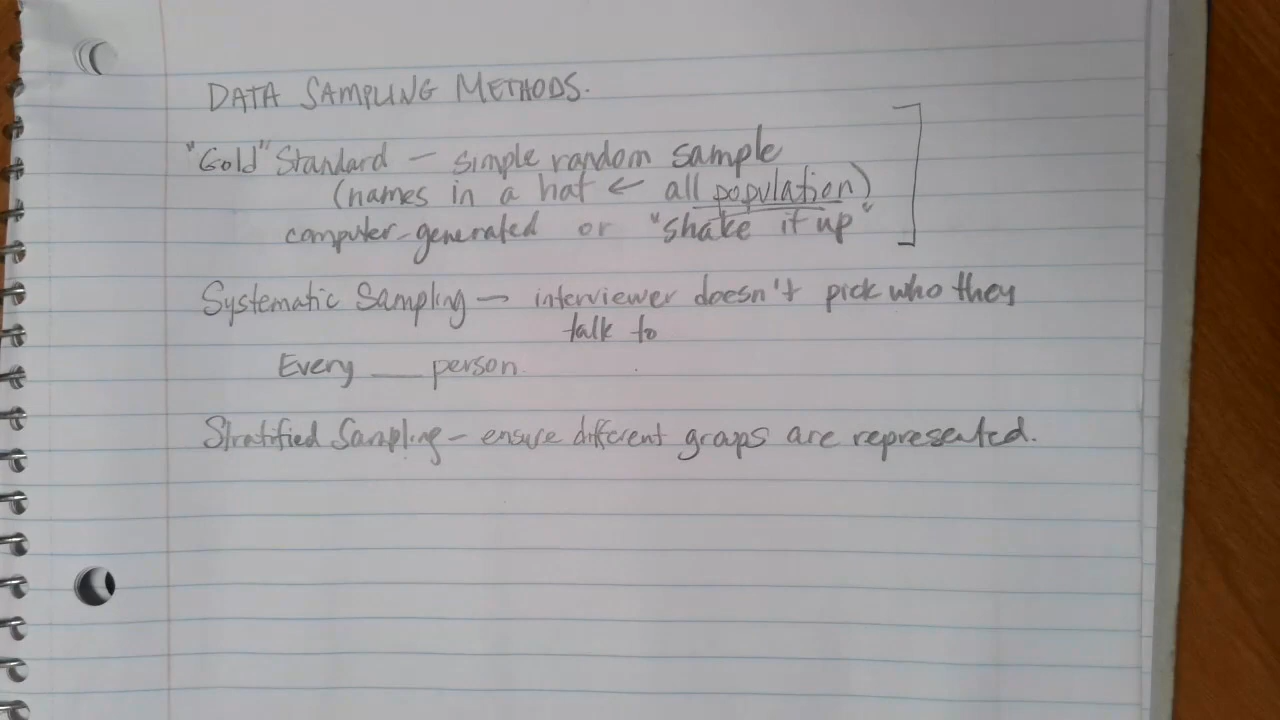 DATA SAMPLING METHODS.
"Gold" Standard – simple random sample
(names in a hat ← all population)
computer-generated or "shake it up"
Systematic Sampling – interviewer doesn't pick who they
talk to
Every ___ person
Stratified Sampling – ensure different groups are represented.